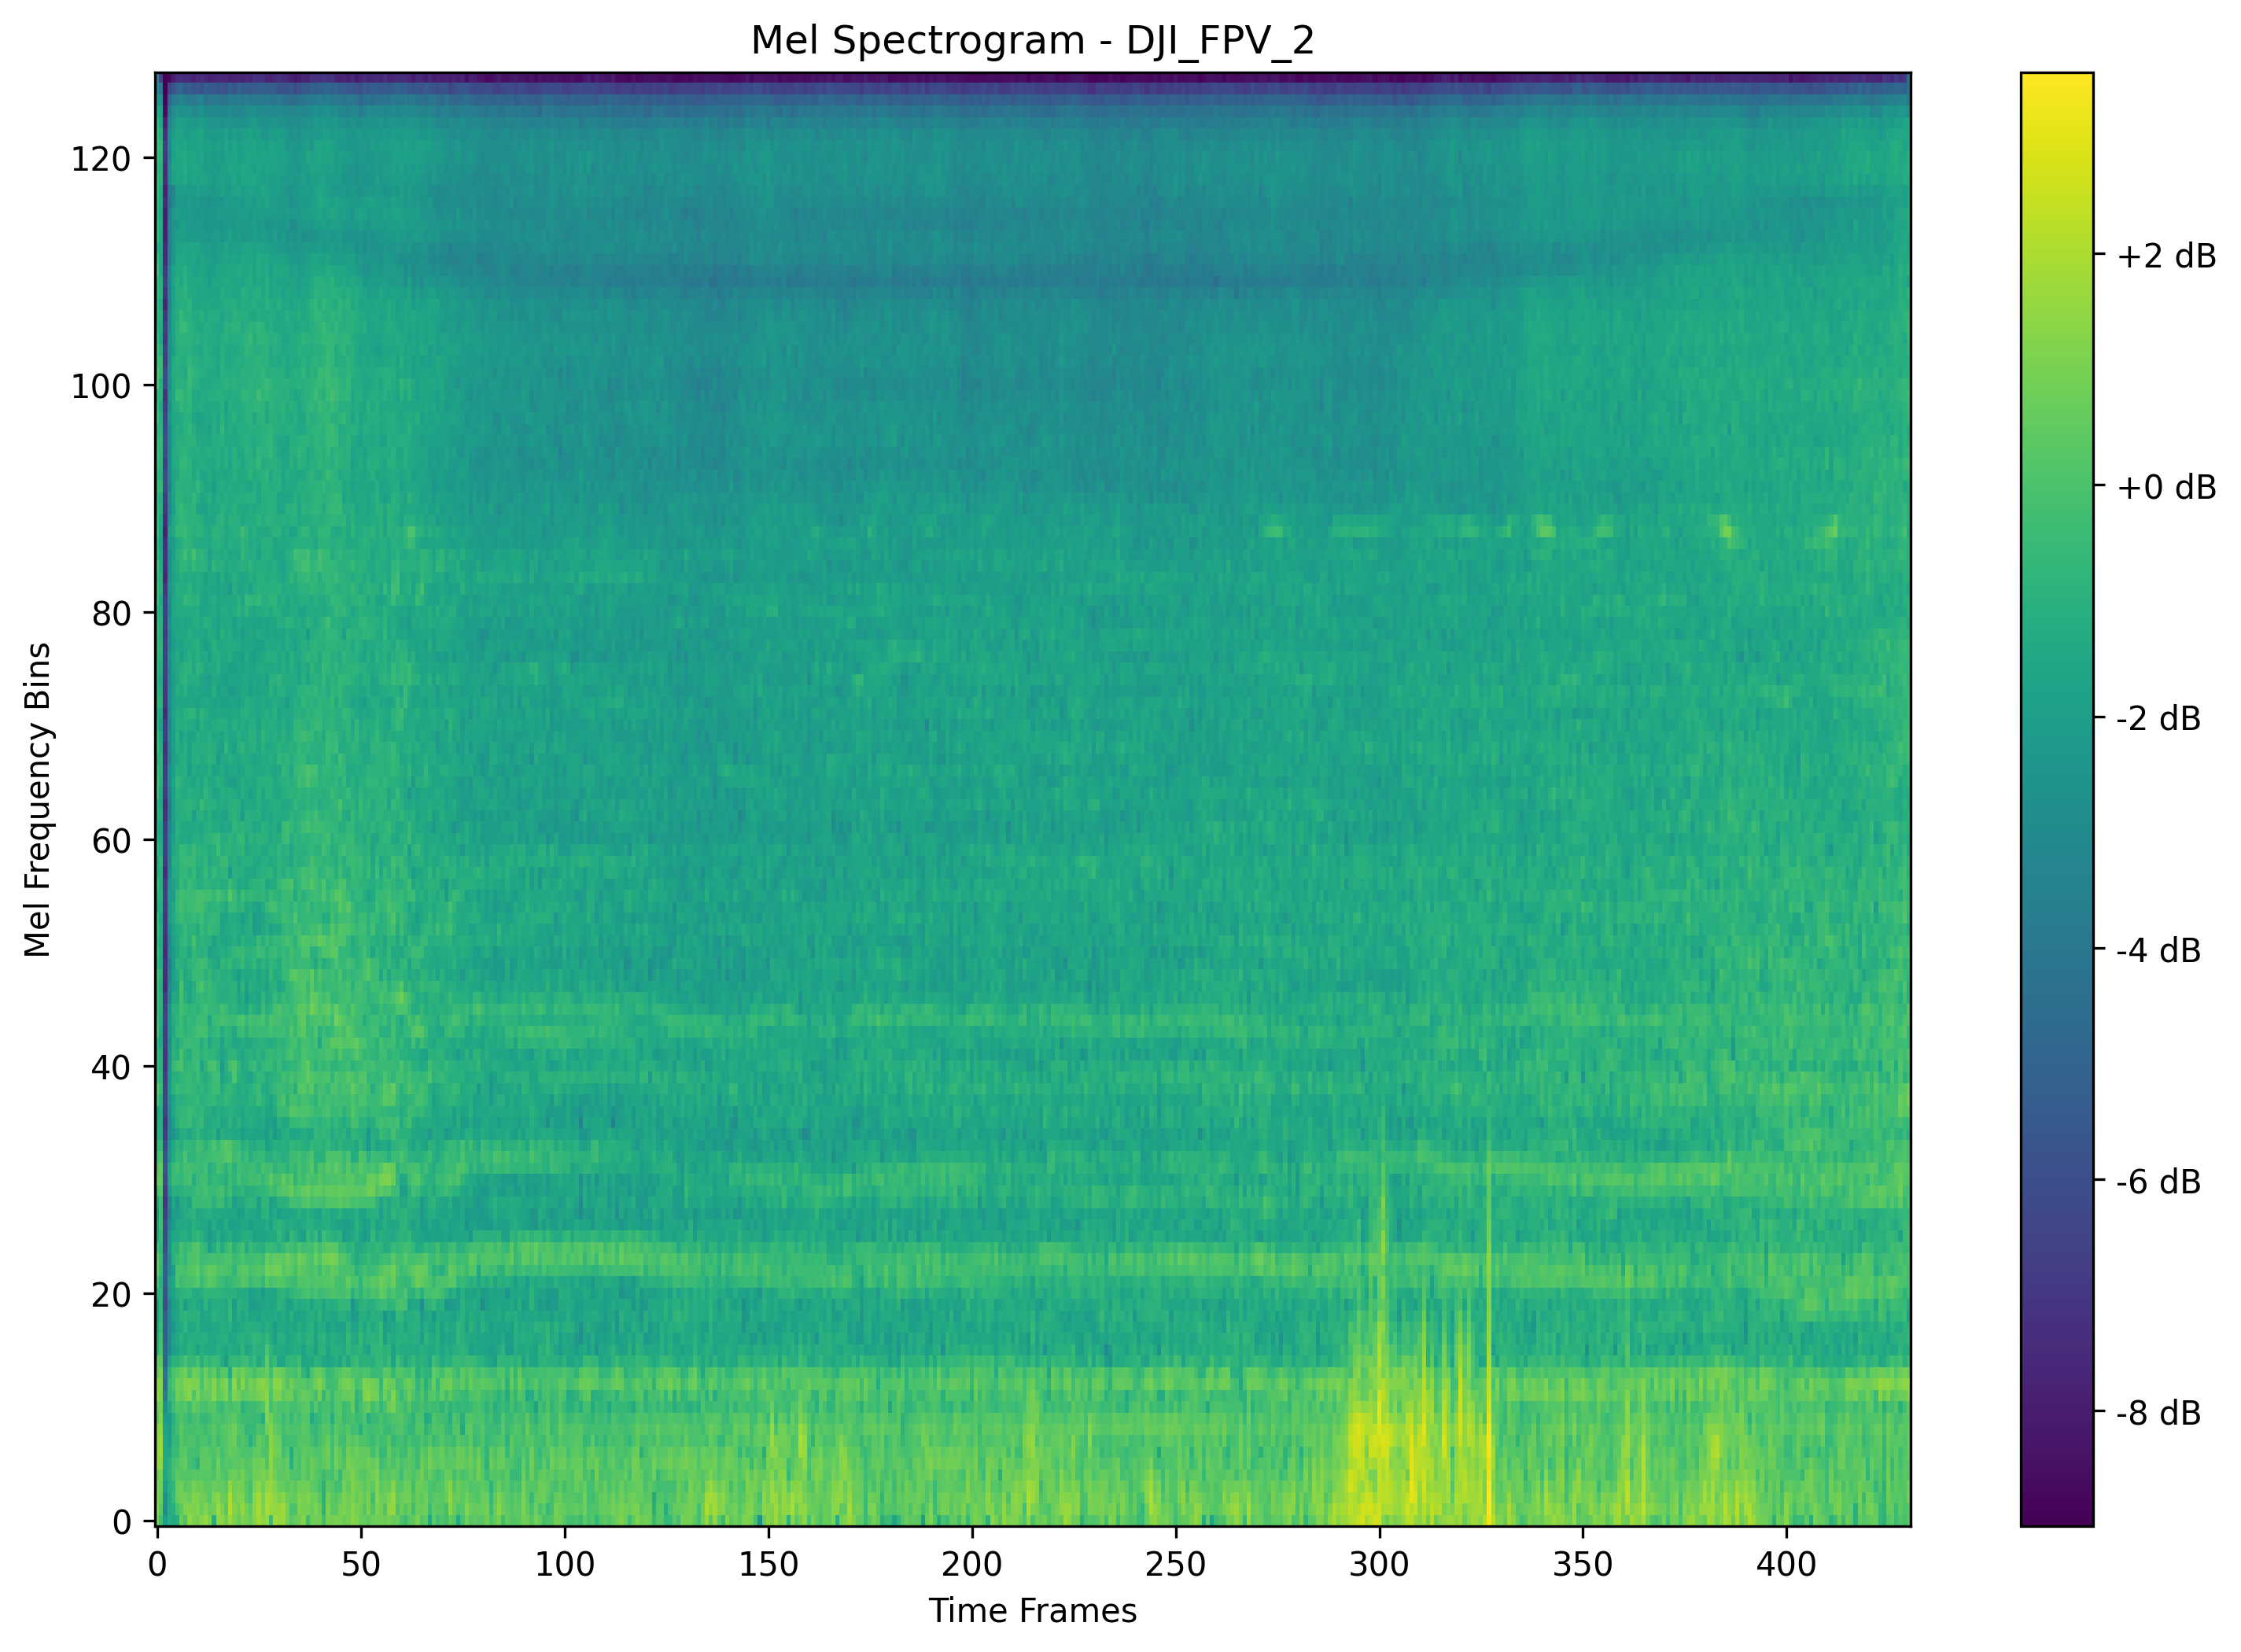 Mel Spectrogram - DJI_FPV_2
120
100
80
60
40
20
0
Mel Frequency Bins
0 50 100 150 200 250 300 350 400
Time Frames
+2 dB
+0 dB
-2 dB
-4 dB
-6 dB
-8 dB